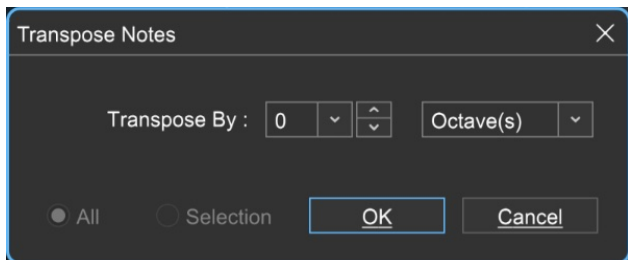 Transpose Notes
Transpose By : 0 Octave(s)
All Selection OK Cancel